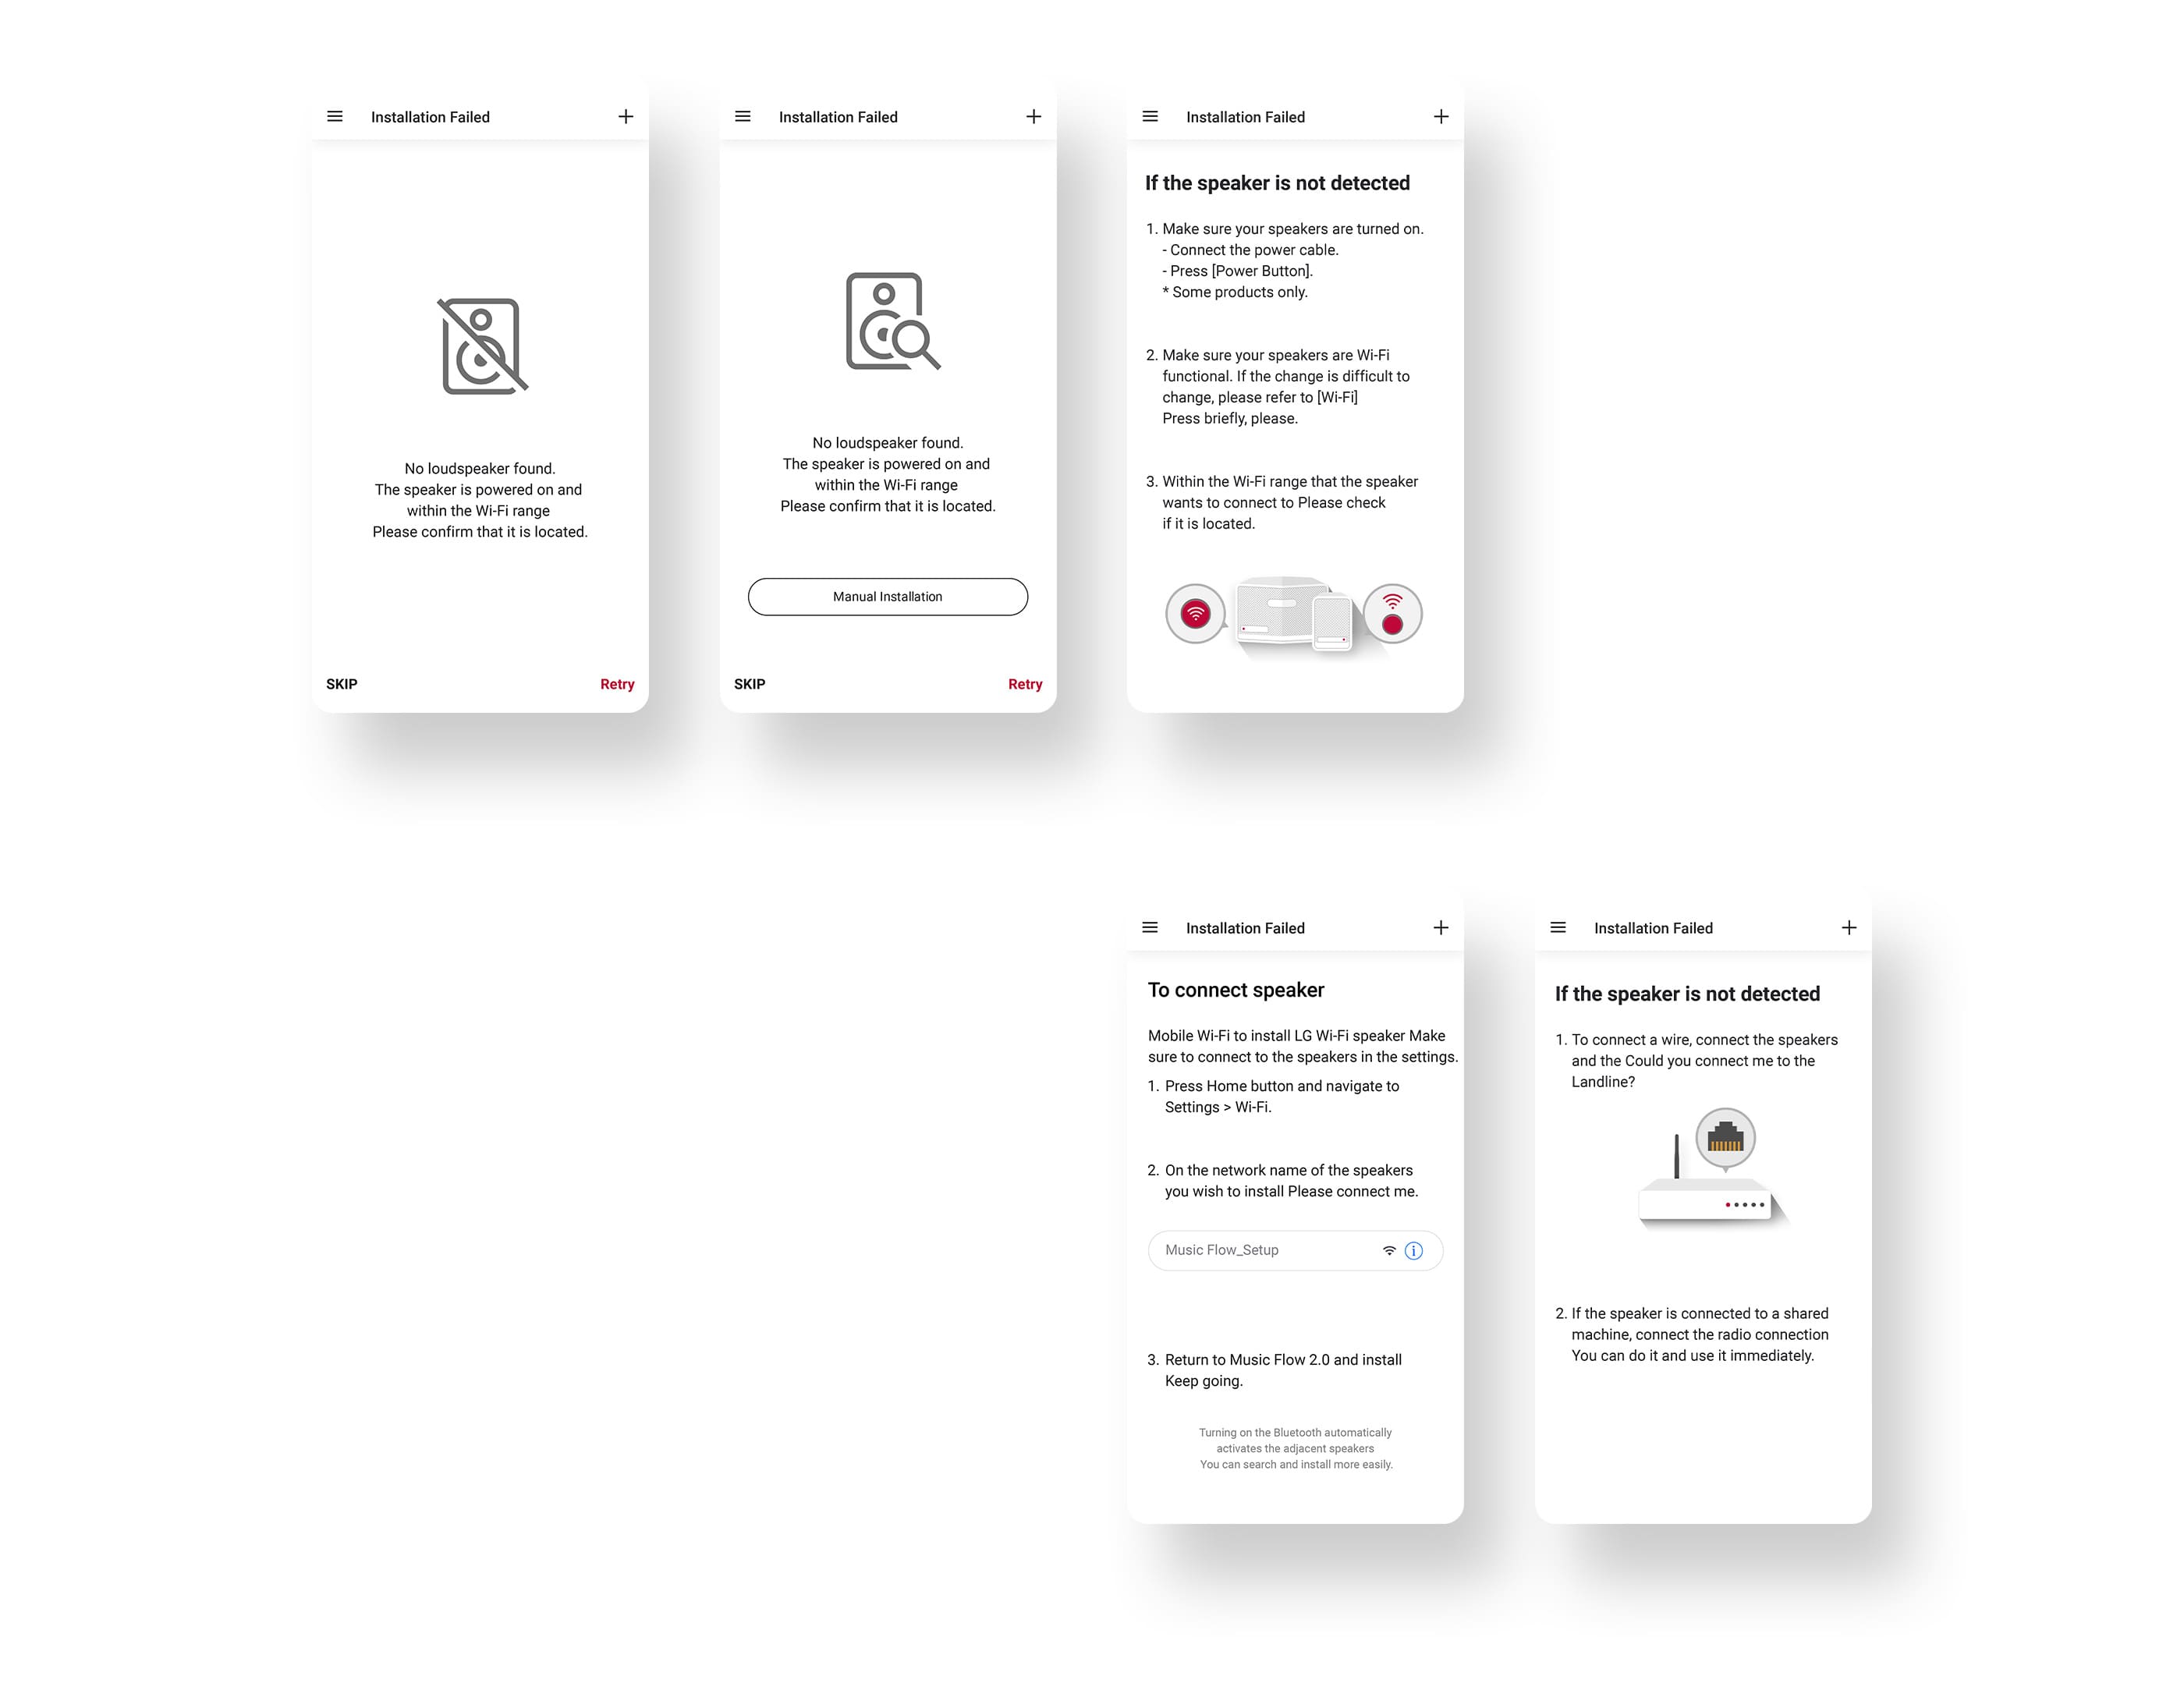 Installation Failed
No loudspeaker found.
The speaker is powered on and
within the Wi-Fi range
Please confirm that it is located.
SKIP
Retry
Installation Failed
No loudspeaker found.
The speaker is powered on and
within the Wi-Fi range
Please confirm that it is located.
Manual Installation
SKIP
Retry
Installation Failed
If the speaker is not detected
1. Make sure your speakers are turned on.
- Connect the power cable.
- Press [Power Button].
* Some products only.
2. Make sure your speakers are Wi-Fi
functional. If the change is difficult to
change, please refer to [Wi-Fi]
Press briefly, please.
3. Within the Wi-Fi range that the speaker
wants to connect to Please check
if it is located.
Installation Failed
To connect speaker
Mobile Wi-Fi to install LG Wi-Fi speaker Make
sure to connect to the speakers in the settings.
1. Press Home button and navigate to
Settings > Wi-Fi.
2. On the network name of the speakers
you wish to install Please connect me.
Music Flow_Setup
3. Return to Music Flow 2.0 and install
Keep going.
Turning on the Bluetooth automatically
activates the adjacent speakers
You can search and install more easily.
Installation Failed
If the speaker is not detected
1. To connect a wire, connect the speakers
and the Could you connect me to the
Landline?
2. If the speaker is connected to a shared
machine, connect the radio connection
You can do it and use it immediately.